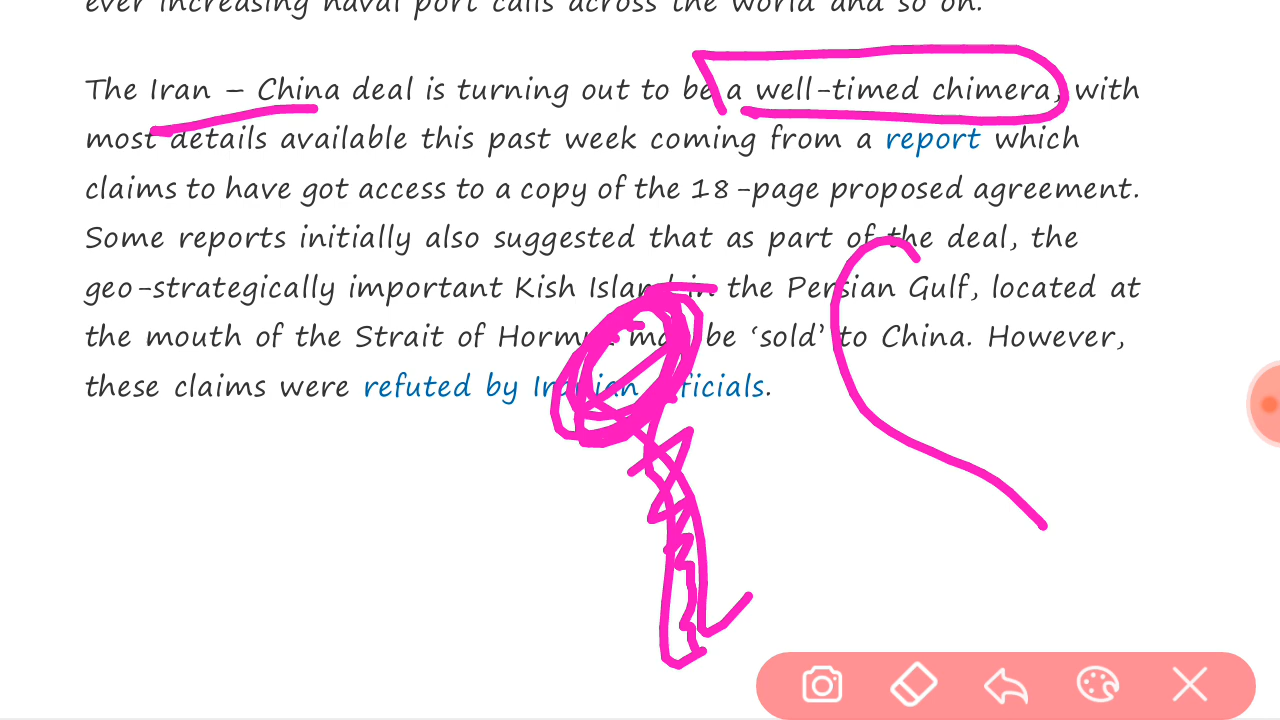 ever increasing naval port calls across the world and so on.
The Iran – China deal is turning out to be a well-timed chimera, with
most details available this past week coming from a report which
claims to have got access to a copy of the 18-page proposed agreement.
Some reports initially also suggested that as part of the deal, the
geo-strategically important Kish Island in the Persian Gulf, located at
the mouth of the Strait of Hormuz may be ‘sold’ to China. However,
these claims were refuted by Iranian officials.